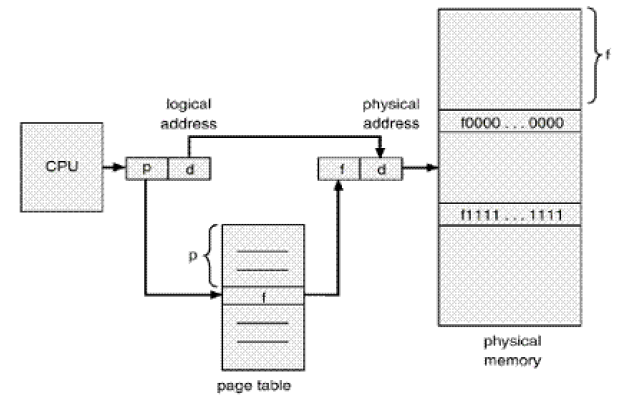 logical
address
physical
address
f
f0000 . . . 0000
CPU
p
d
f
d
f1111 . . . 1111
p
f
page table
physical
memory